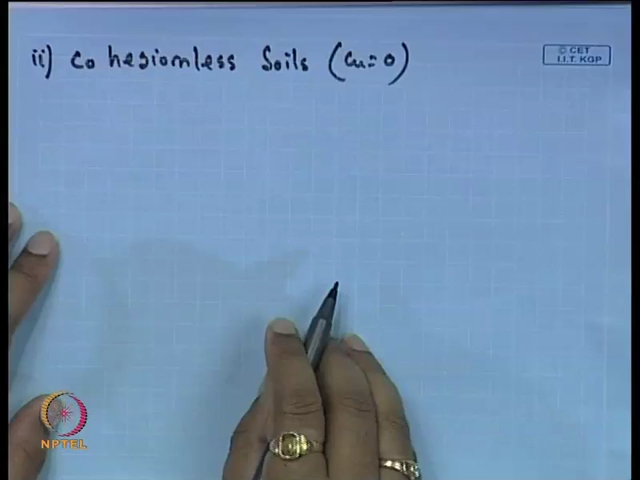 ii) Cohesionless Soils (Cu=0)
© CET
I.I.T. KGP
NPTEL